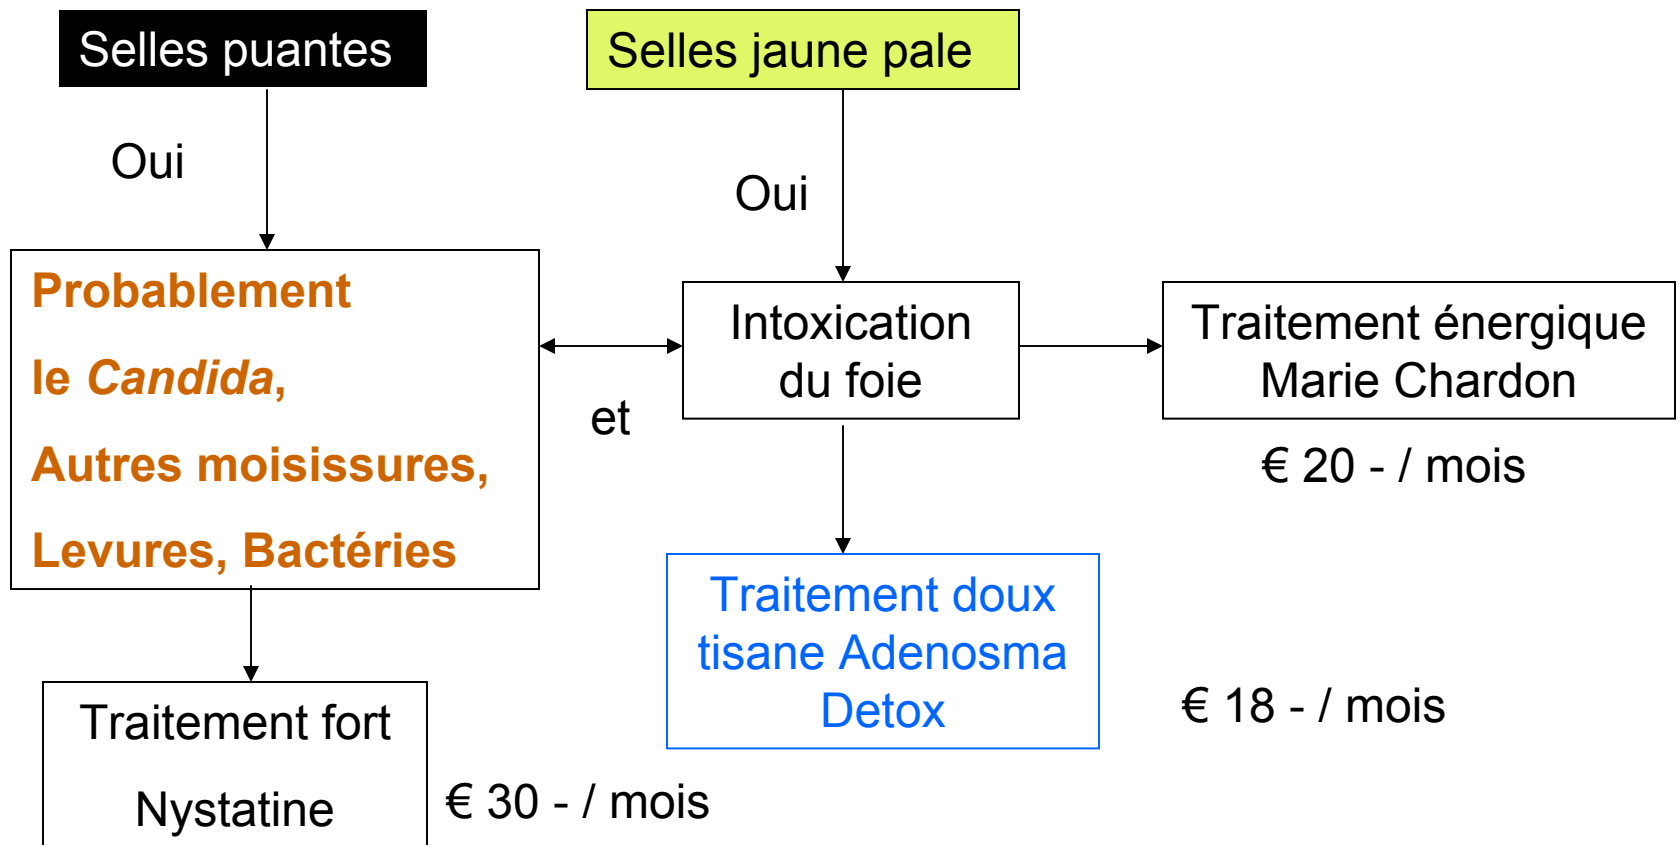 Selles puantes
Selles jaune pale
Oui
Oui
Probablement
le Candida,
Autres moisissures,
Levures, Bactéries
et
Intoxication
du foie
Traitement énergique
Marie Chardon
€ 20 - / mois
Traitement doux
tisane Adenosma
Detox
€ 18 - / mois
Traitement fort
Nystatine
€ 30 - / mois